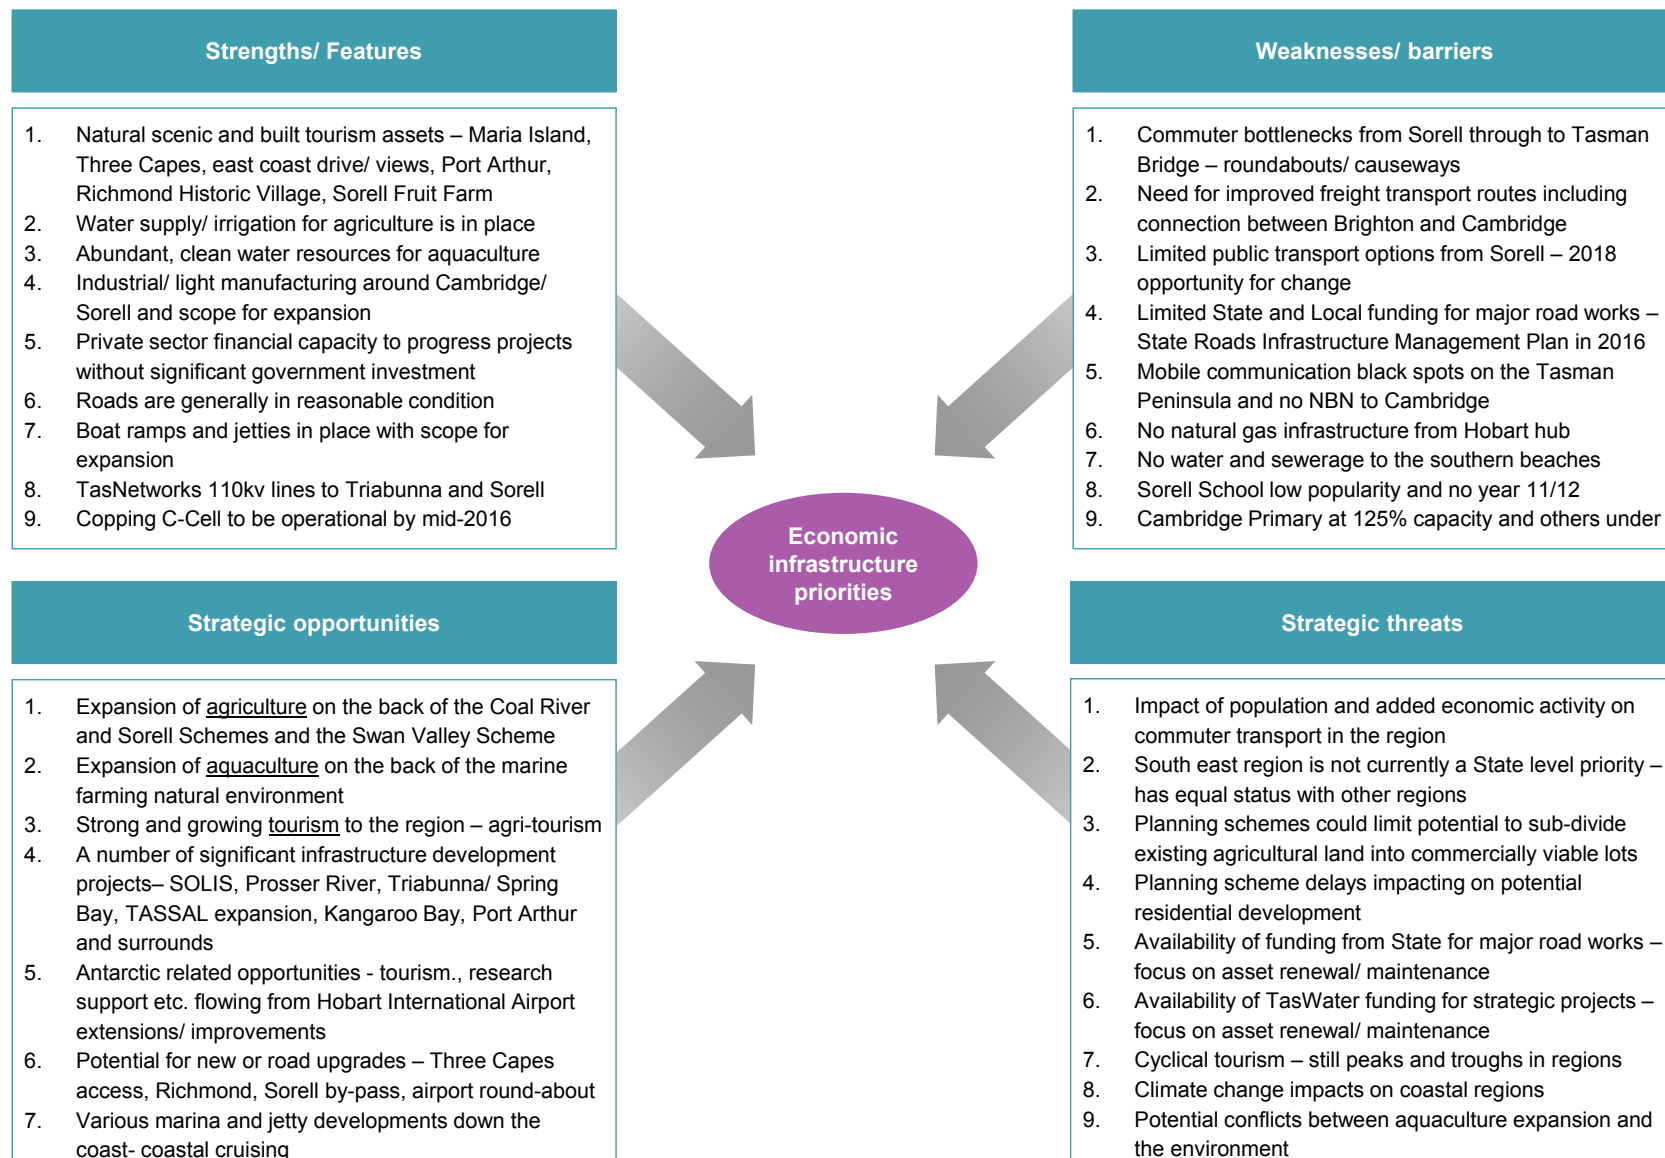 Strengths/ Features
1. Natural scenic and built tourism assets – Maria Island,
Three Capes, east coast drive/ views, Port Arthur,
Richmond Historic Village, Sorell Fruit Farm
2. Water supply/ irrigation for agriculture is in place
3. Abundant, clean water resources for aquaculture
4. Industrial/ light manufacturing around Cambridge/
Sorell and scope for expansion
5. Private sector financial capacity to progress projects
without significant government investment
6. Roads are generally in reasonable condition
7. Boat ramps and jetties in place with scope for
expansion
8. TasNetworks 110kv lines to Triabunna and Sorell
9. Copping C-Cell to be operational by mid-2016
Weaknesses/ barriers
1. Commuter bottlenecks from Sorell through to Tasman
Bridge – roundabouts/ causeways
2. Need for improved freight transport routes including
connection between Brighton and Cambridge
3. Limited public transport options from Sorell – 2018
opportunity for change
4. Limited State and Local funding for major road works –
State Roads Infrastructure Management Plan in 2016
5. Mobile communication black spots on the Tasman
Peninsula and no NBN to Cambridge
6. No natural gas infrastructure from Hobart hub
7. No water and sewerage to the southern beaches
8. Sorell School low popularity and no year 11/12
9. Cambridge Primary at 125% capacity and others under
Economic
infrastructure
priorities
Strategic opportunities
1. Expansion of agriculture on the back of the Coal River
and Sorell Schemes and the Swan Valley Scheme
2. Expansion of aquaculture on the back of the marine
farming natural environment
3. Strong and growing tourism to the region – agri-tourism
4. A number of significant infrastructure development
projects– SOLIS, Prosser River, Triabunna/ Spring
Bay, TASSAL expansion, Kangaroo Bay, Port Arthur
and surrounds
5. Antarctic related opportunities - tourism., research
support etc. flowing from Hobart International Airport
extensions/ improvements
6. Potential for new or road upgrades – Three Capes
access, Richmond, Sorell by-pass, airport round-about
7. Various marina and jetty developments down the
coast- coastal cruising
Strategic threats
1. Impact of population and added economic activity on
commuter transport in the region
2. South east region is not currently a State level priority –
has equal status with other regions
3. Planning schemes could limit potential to sub-divide
existing agricultural land into commercially viable lots
4. Planning scheme delays impacting on potential
residential development
5. Availability of funding from State for major road works –
focus on asset renewal/ maintenance
6. Availability of TasWater funding for strategic projects –
focus on asset renewal/ maintenance
7. Cyclical tourism – still peaks and troughs in regions
8. Climate change impacts on coastal regions
9. Potential conflicts between aquaculture expansion and
the environment